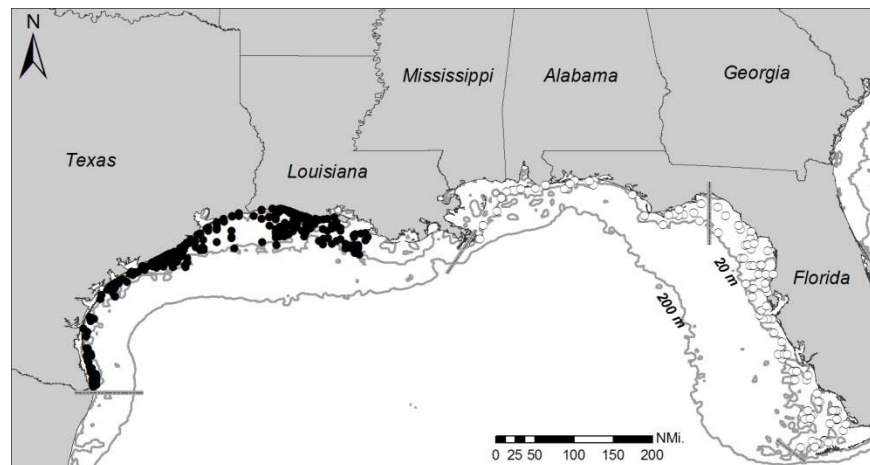 N
Mississippi
Alabama
Georgia
Texas
Louisiana
Florida
20 m
200 m
NMi.
0 25 50 100 150 200